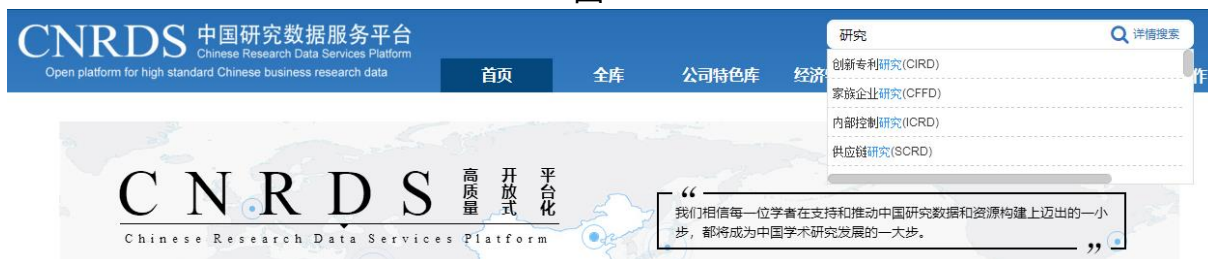 CNRDS 中国研究数据服务平台
Chinese Research Data Services Platform
Open platform for high standard Chinese business research data
研究
详情搜索
首页 全库 公司特色库 经济
创新专利研究(CIRD)
家族企业研究(CFFD)
内部控制研究(ICRD)
供应链研究(SCRD)
CNRDS
高质量
开放式
平台化
Chinese Research Data Services Platform
“
我们相信每一位学者在支持和推动中国研究数据和资源构建上迈出的一小
步，都将成为中国学术研究发展的一大步。
”